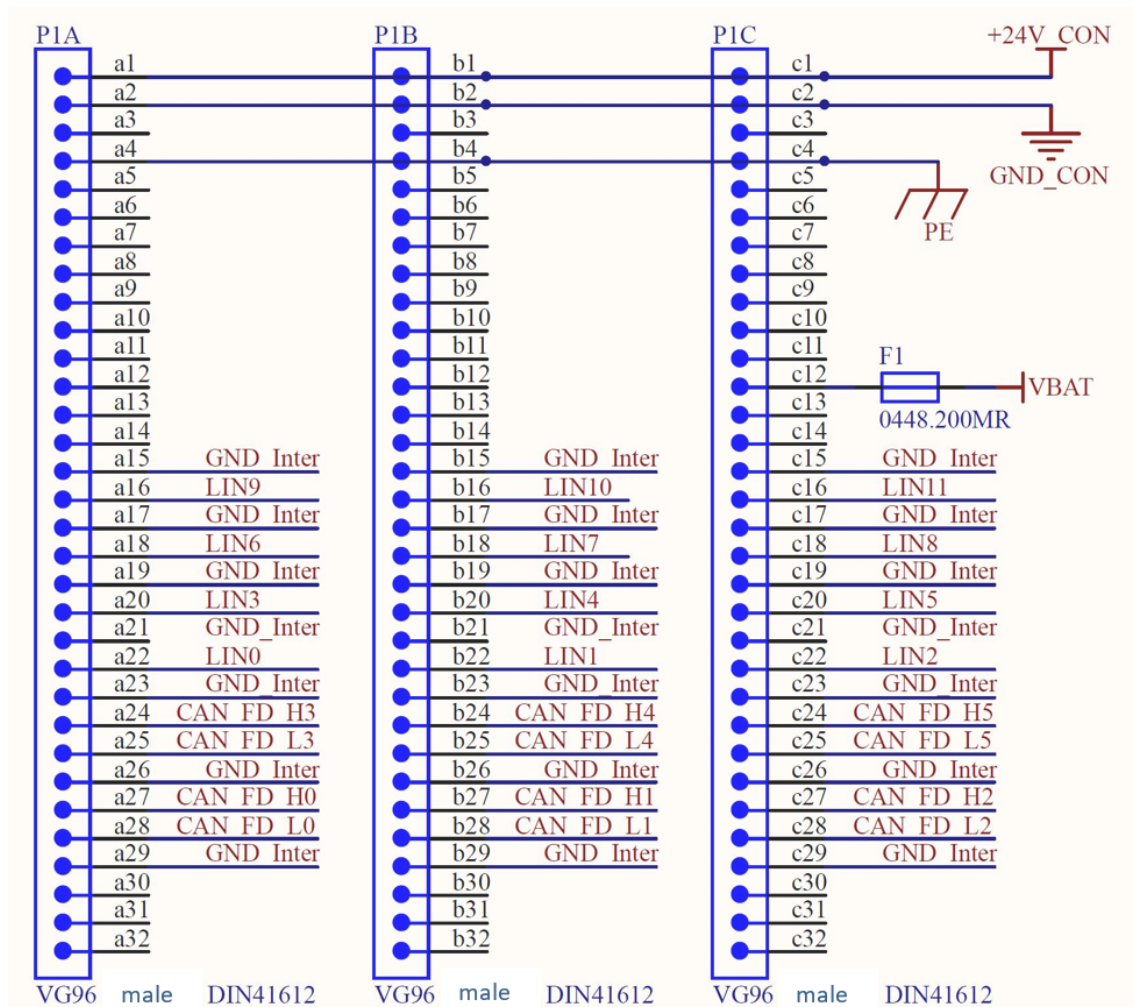 P1A P1B P1C +24V_CON
a1 b1 c1
a2 b2 c2
a3 b3 c3
a4 b4 c4
a5 b5 c5 GND_CON
a6 b6 c6
a7 b7 c7 PE
a8 b8 c8
a9 b9 c9
a10 b10 c10
a11 b11 c11 F1
a12 b12 c12 VBAT
a13 b13 c13 0448.200MR
a14 b14 c14
a15 GND_Inter b15 GND_Inter c15 GND_Inter
a16 LIN9 b16 LIN10 c16 LIN11
a17 GND_Inter b17 GND_Inter c17 GND_Inter
a18 LIN6 b18 LIN7 c18 LIN8
a19 GND_Inter b19 GND_Inter c19 GND_Inter
a20 LIN3 b20 LIN4 c20 LIN5
a21 GND_Inter b21 GND_Inter c21 GND_Inter
a22 LIN0 b22 LIN1 c22 LIN2
a23 GND_Inter b23 GND_Inter c23 GND_Inter
a24 CAN_FD_H3 b24 CAN_FD_H4 c24 CAN_FD_H5
a25 CAN_FD_L3 b25 CAN_FD_L4 c25 CAN_FD_L5
a26 GND_Inter b26 GND_Inter c26 GND_Inter
a27 CAN_FD_H0 b27 CAN_FD_H1 c27 CAN_FD_H2
a28 CAN_FD_L0 b28 CAN_FD_L1 c28 CAN_FD_L2
a29 GND_Inter b29 GND_Inter c29 GND_Inter
a30 b30 c30
a31 b31 c31
a32 b32 c32
VG96 male DIN41612 VG96 male DIN41612 VG96 male DIN41612